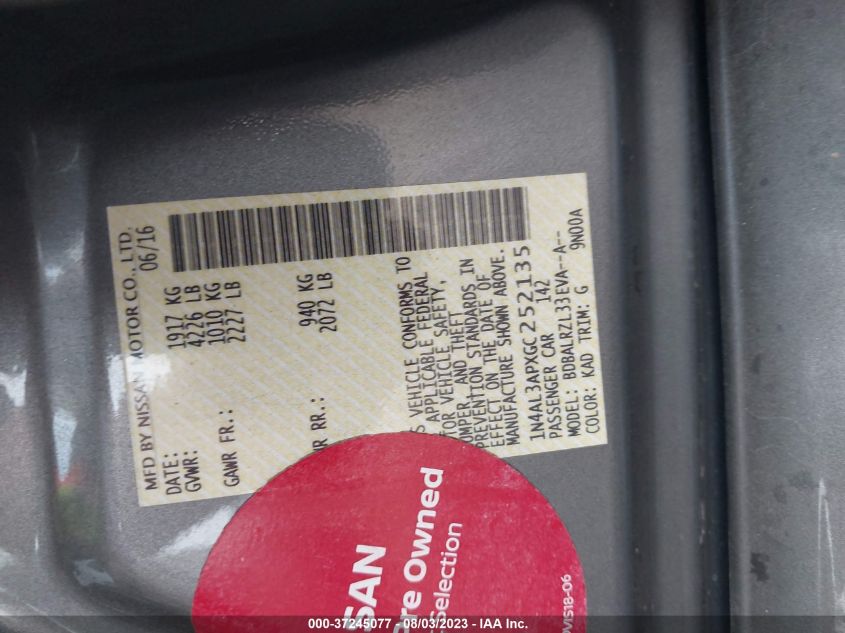 MFD BY NISSAN MOTOR CO., LTD.
DATE: 06/16
GVWR: 1917 KG
4226 LB
GAWR FR.: 1010 KG
2227 LB
RR.: 940 KG
2072 LB
VEHICLE CONFORMS TO
APPLICABLE FEDERAL
FOR VEHICLE SAFETY,
AND THEFT
PREVENTION STANDARDS IN
EFFECT ON THE DATE OF
MANUFACTURE SHOWN ABOVE.
1N4AL3APXGC252135
PASSENGER CAR 142
MODEL: BDBALRZL33EVA--A--
COLOR: KAD TRIM: G 9N00A
Owned
Selection
000-37245077 - 08/03/2023 - IAA Inc.